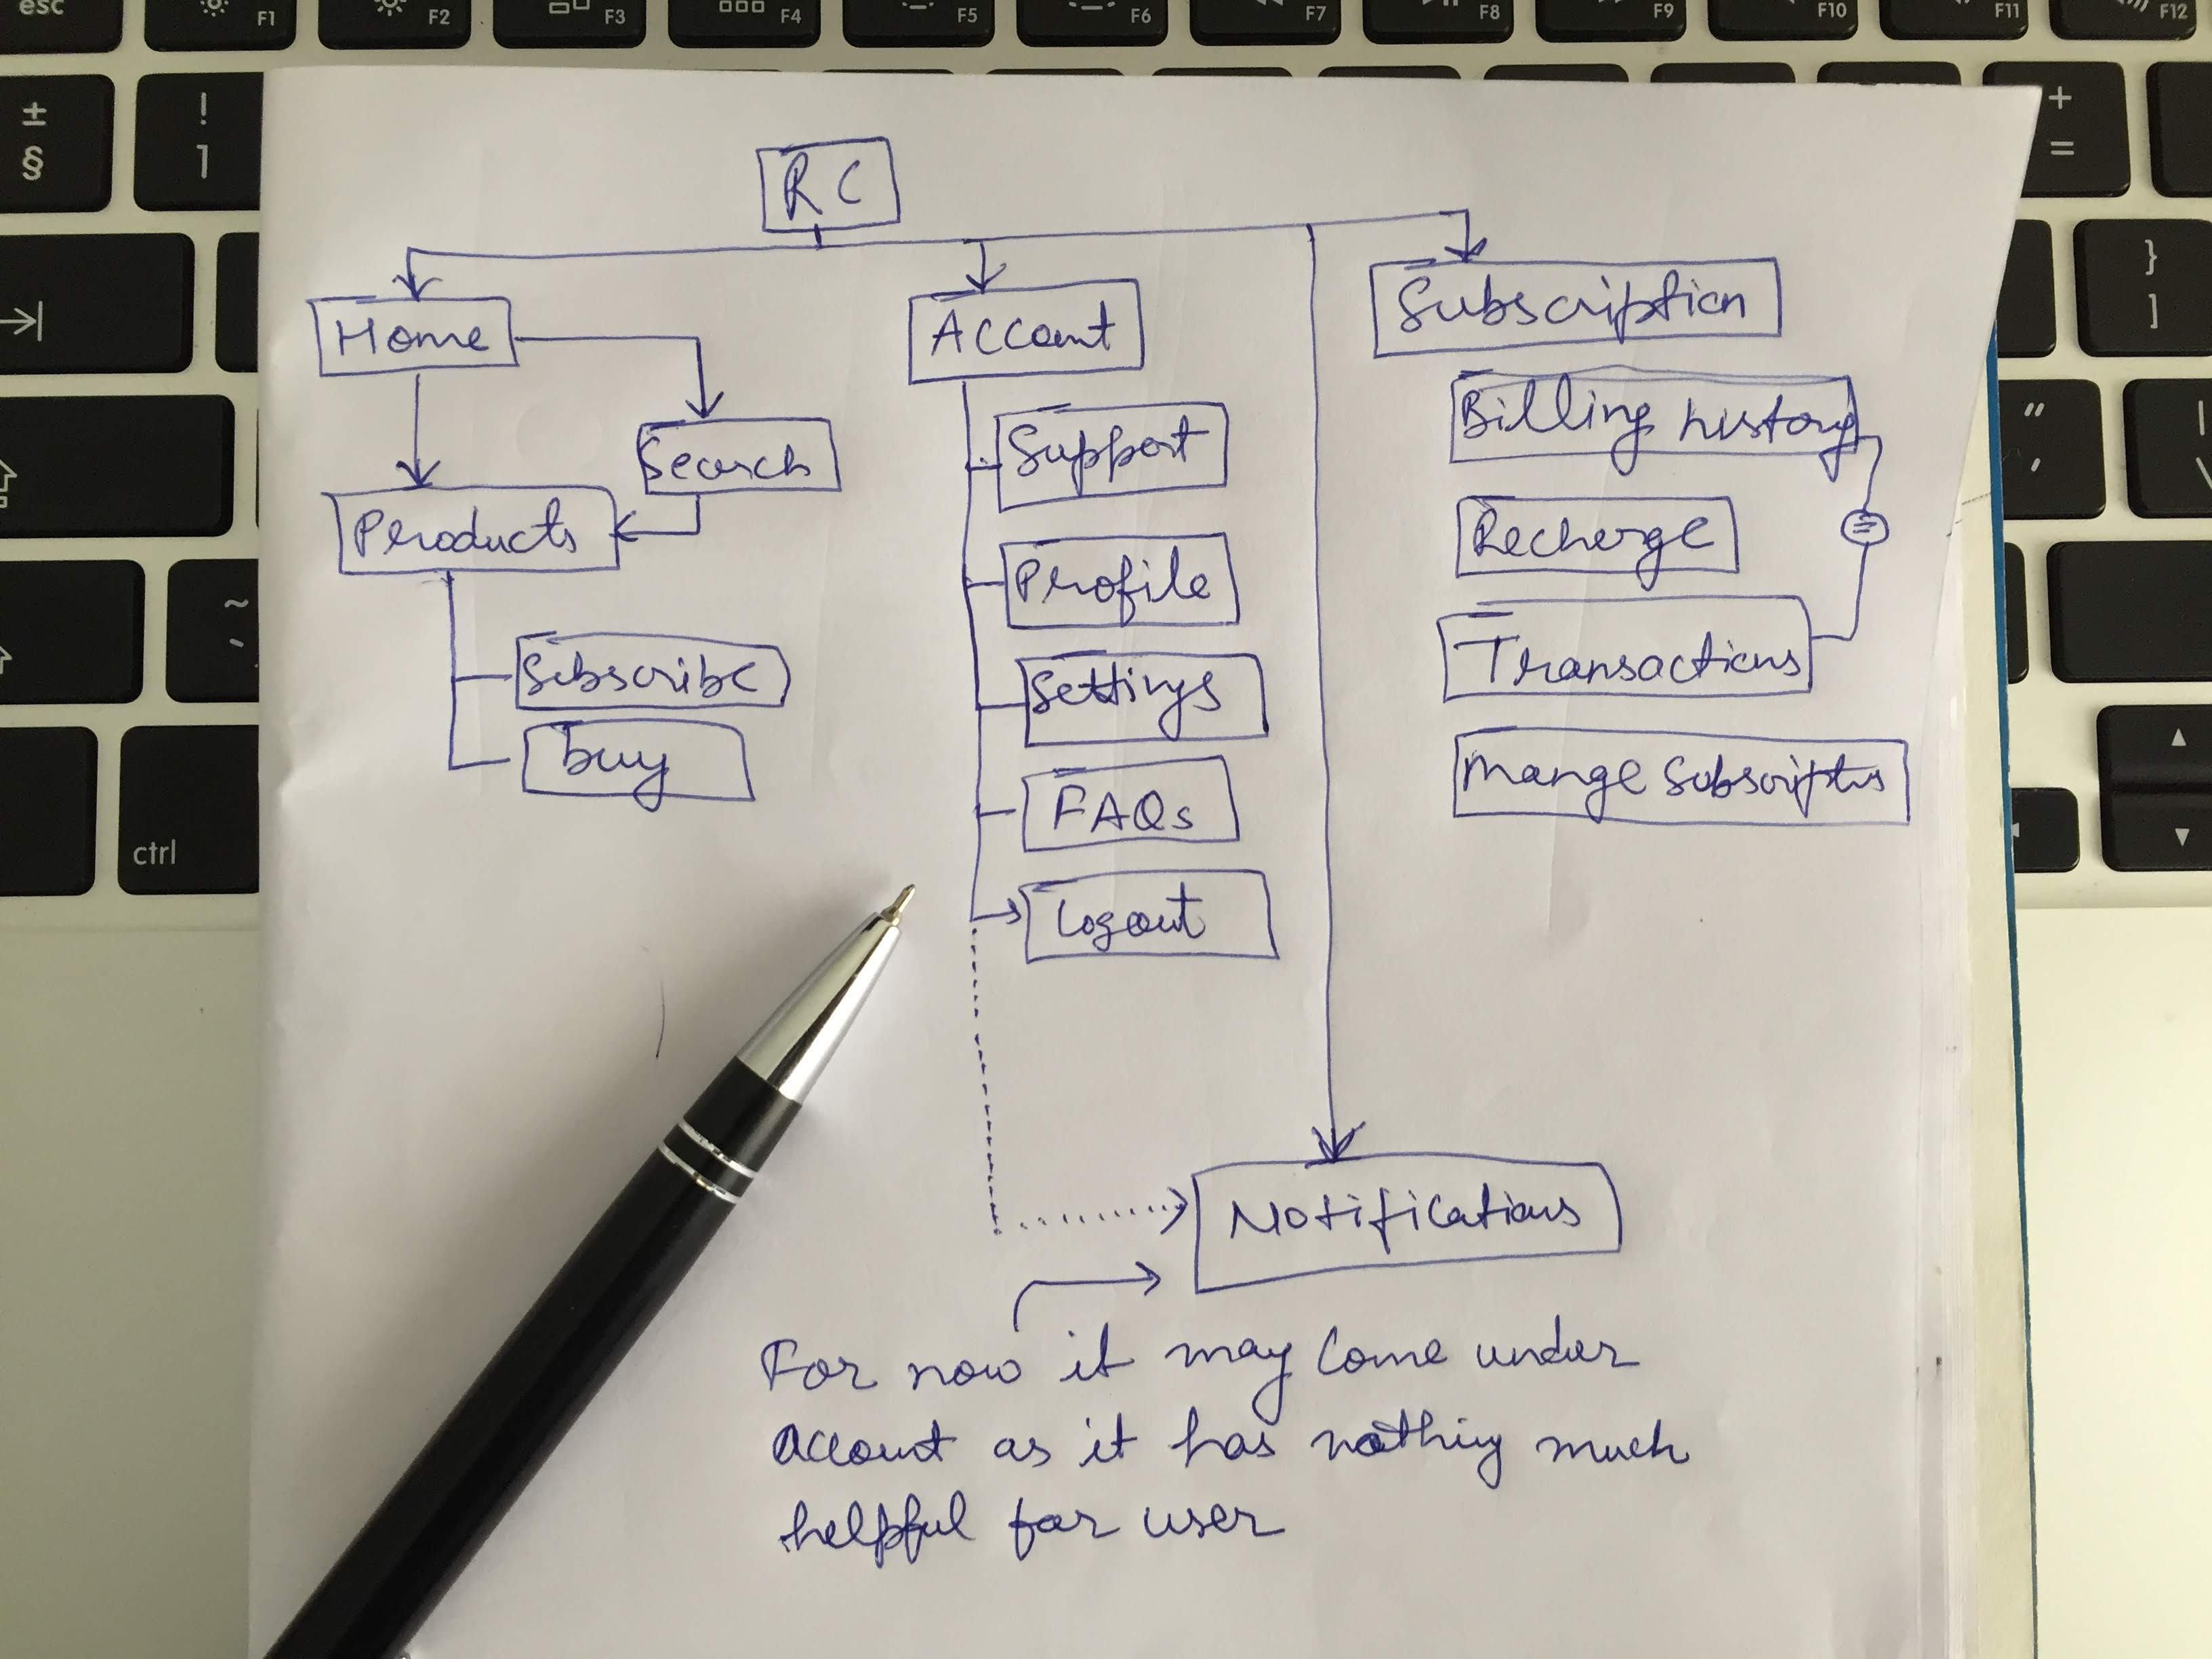 esc
F1
F2
F3
F4
F5
F6
F7
F8
F9
F10
F11
F12
±
§
!
1
+
=
}
]
"
'
|
\
~
ctrl
RC
Home
Account
Subscription
Search
Products
Subscribe
buy
Support
Profile
Settings
FAQs
Logout
Billing history
Recharge
=
Transactions
Mange Subscriptns
Notifications
For now it may come under
account as it has nothing much
helpful for user